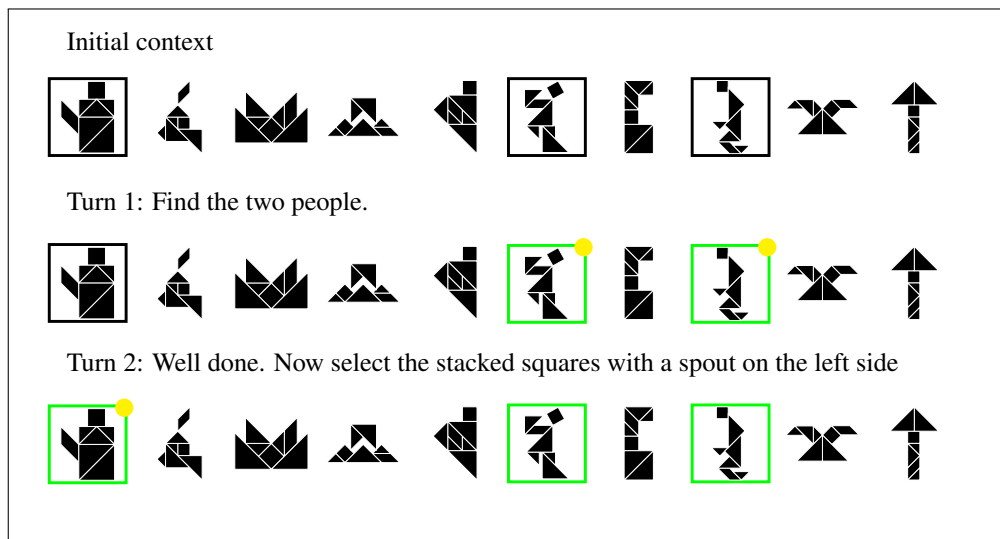 Initial context
Turn 1: Find the two people.
Turn 2: Well done. Now select the stacked squares with a spout on the left side